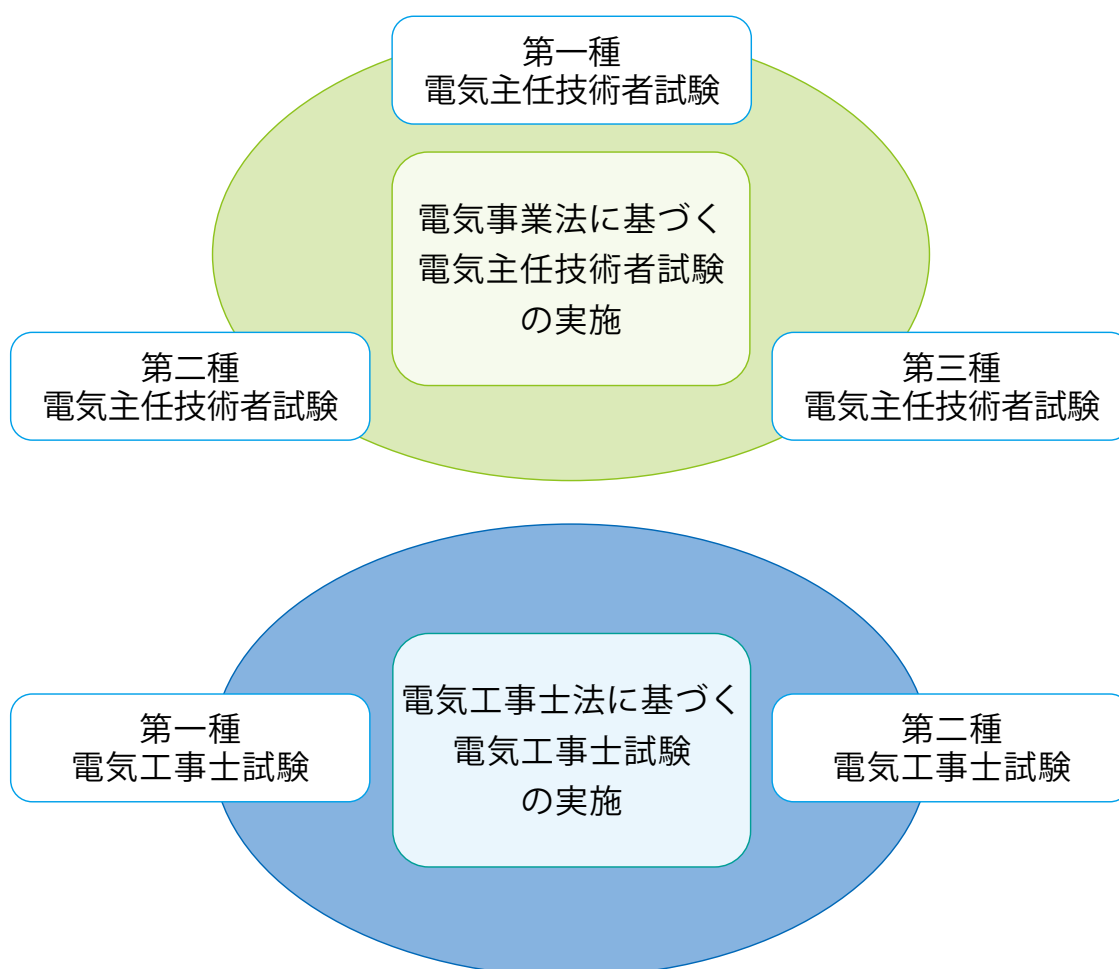 第一種
電気主任技術者試験
電気事業法に基づく
電気主任技術者試験
の実施
第二種
電気主任技術者試験
第三種
電気主任技術者試験
電気工事士法に基づく
電気工事士試験
の実施
第一種
電気工事士試験
第二種
電気工事士試験